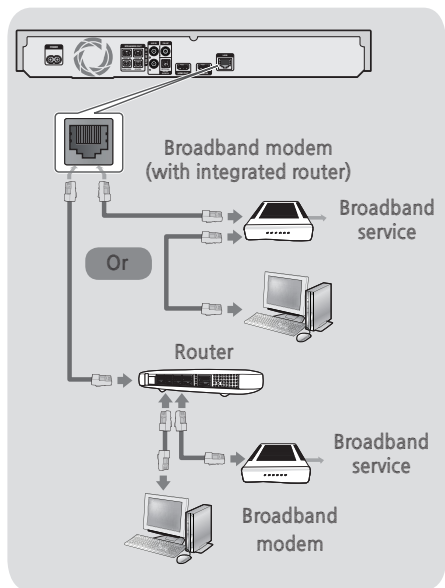 Broadband modem
(with integrated router)
Broadband
service
Or
Router
Broadband
service
Broadband
modem